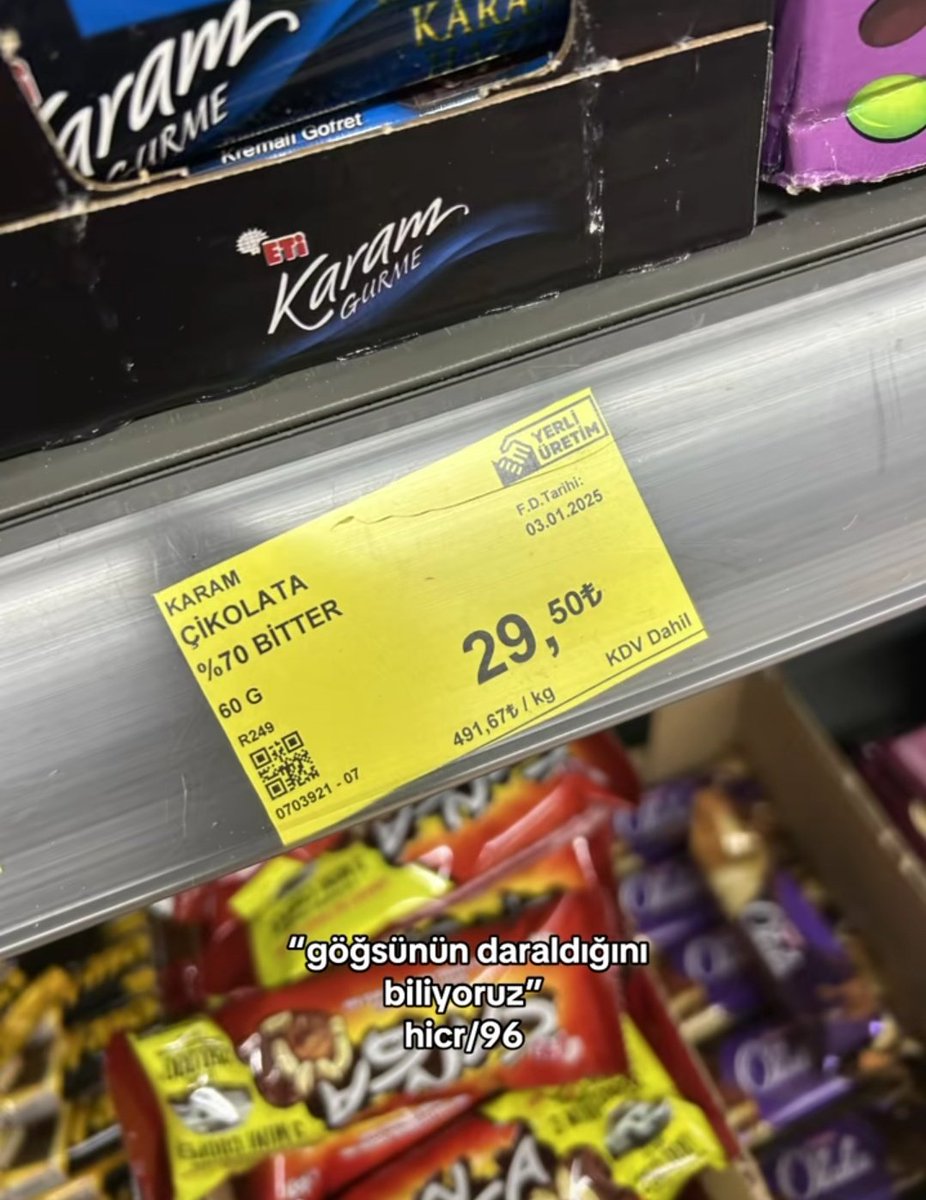 Karam
GURME
KARA
Kremalı Gofret
ETİ
Karam
GURME
YERLİ
ÜRETİM
F.D.Tarihi:
03.01.2025
KARAM
ÇİKOLATA
%70 BİTTER
60 G
29,50₺
KDV Dahil
491,67₺ / kg
R249
0703921 - 07
“göğsünün daraldığını
biliyoruz”
hicr/96